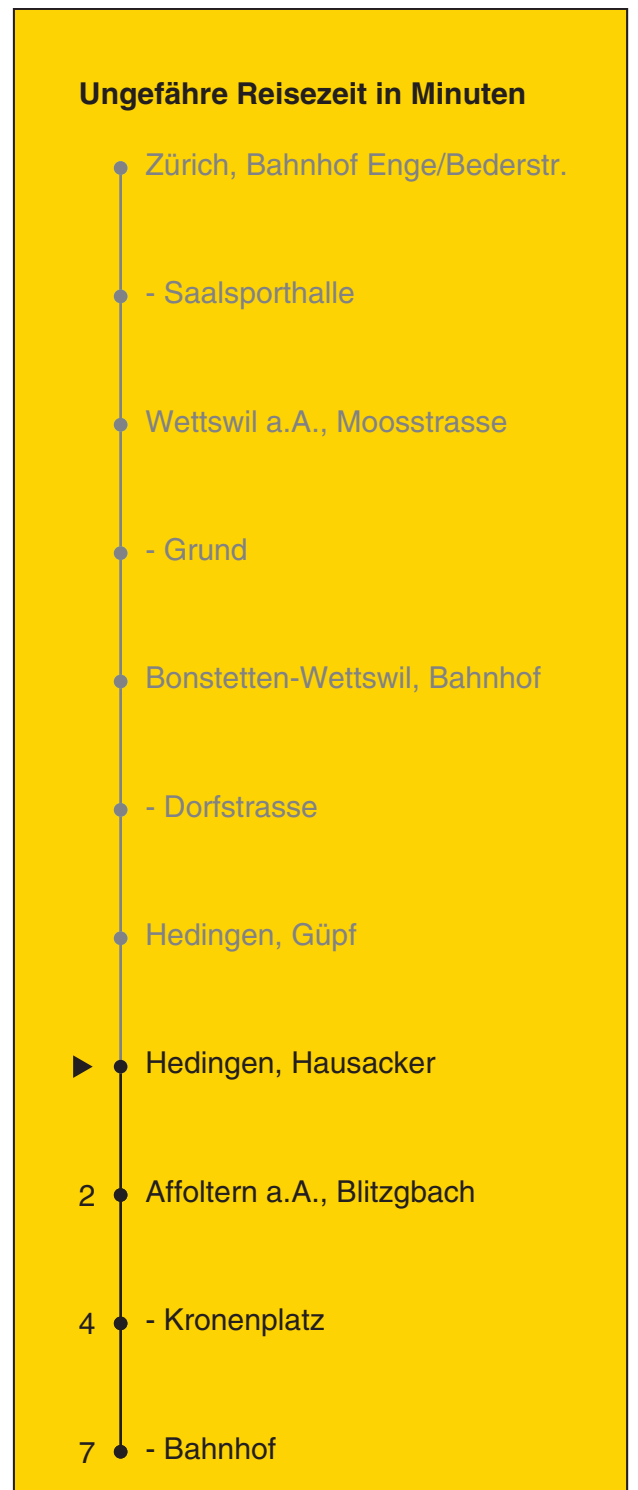 Ungefähre Reisezeit in Minuten
Zürich, Bahnhof Enge/Bederstr.
- Saalsporthalle
Wettswil a.A., Moosstrasse
- Grund
Bonstetten-Wettswil, Bahnhof
- Dorfstrasse
Hedingen, Güpf
Hedingen, Hausacker
2 Affoltern a.A., Blitzgbach
4 - Kronenplatz
7 - Bahnhof